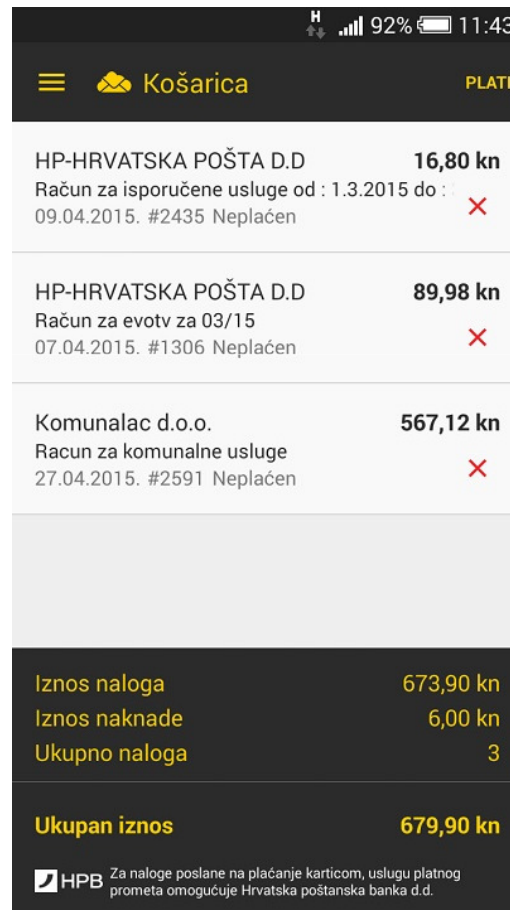 H 92% 11:43
Košarica PLATI
HP-HRVATSKA POŠTA D.D 16,80 kn
Račun za isporučene usluge od : 1.3.2015 do :
09.04.2015. #2435 Neplaćen
HP-HRVATSKA POŠTA D.D 89,98 kn
Račun za evotv za 03/15
07.04.2015. #1306 Neplaćen
Komunalac d.o.o. 567,12 kn
Racun za komunalne usluge
27.04.2015. #2591 Neplaćen
Iznos naloga 673,90 kn
Iznos naknade 6,00 kn
Ukupno naloga 3
Ukupan iznos 679,90 kn
HPB Za naloge poslane na plaćanje karticom, uslugu platnog
prometa omogućuje Hrvatska poštanska banka d.d.